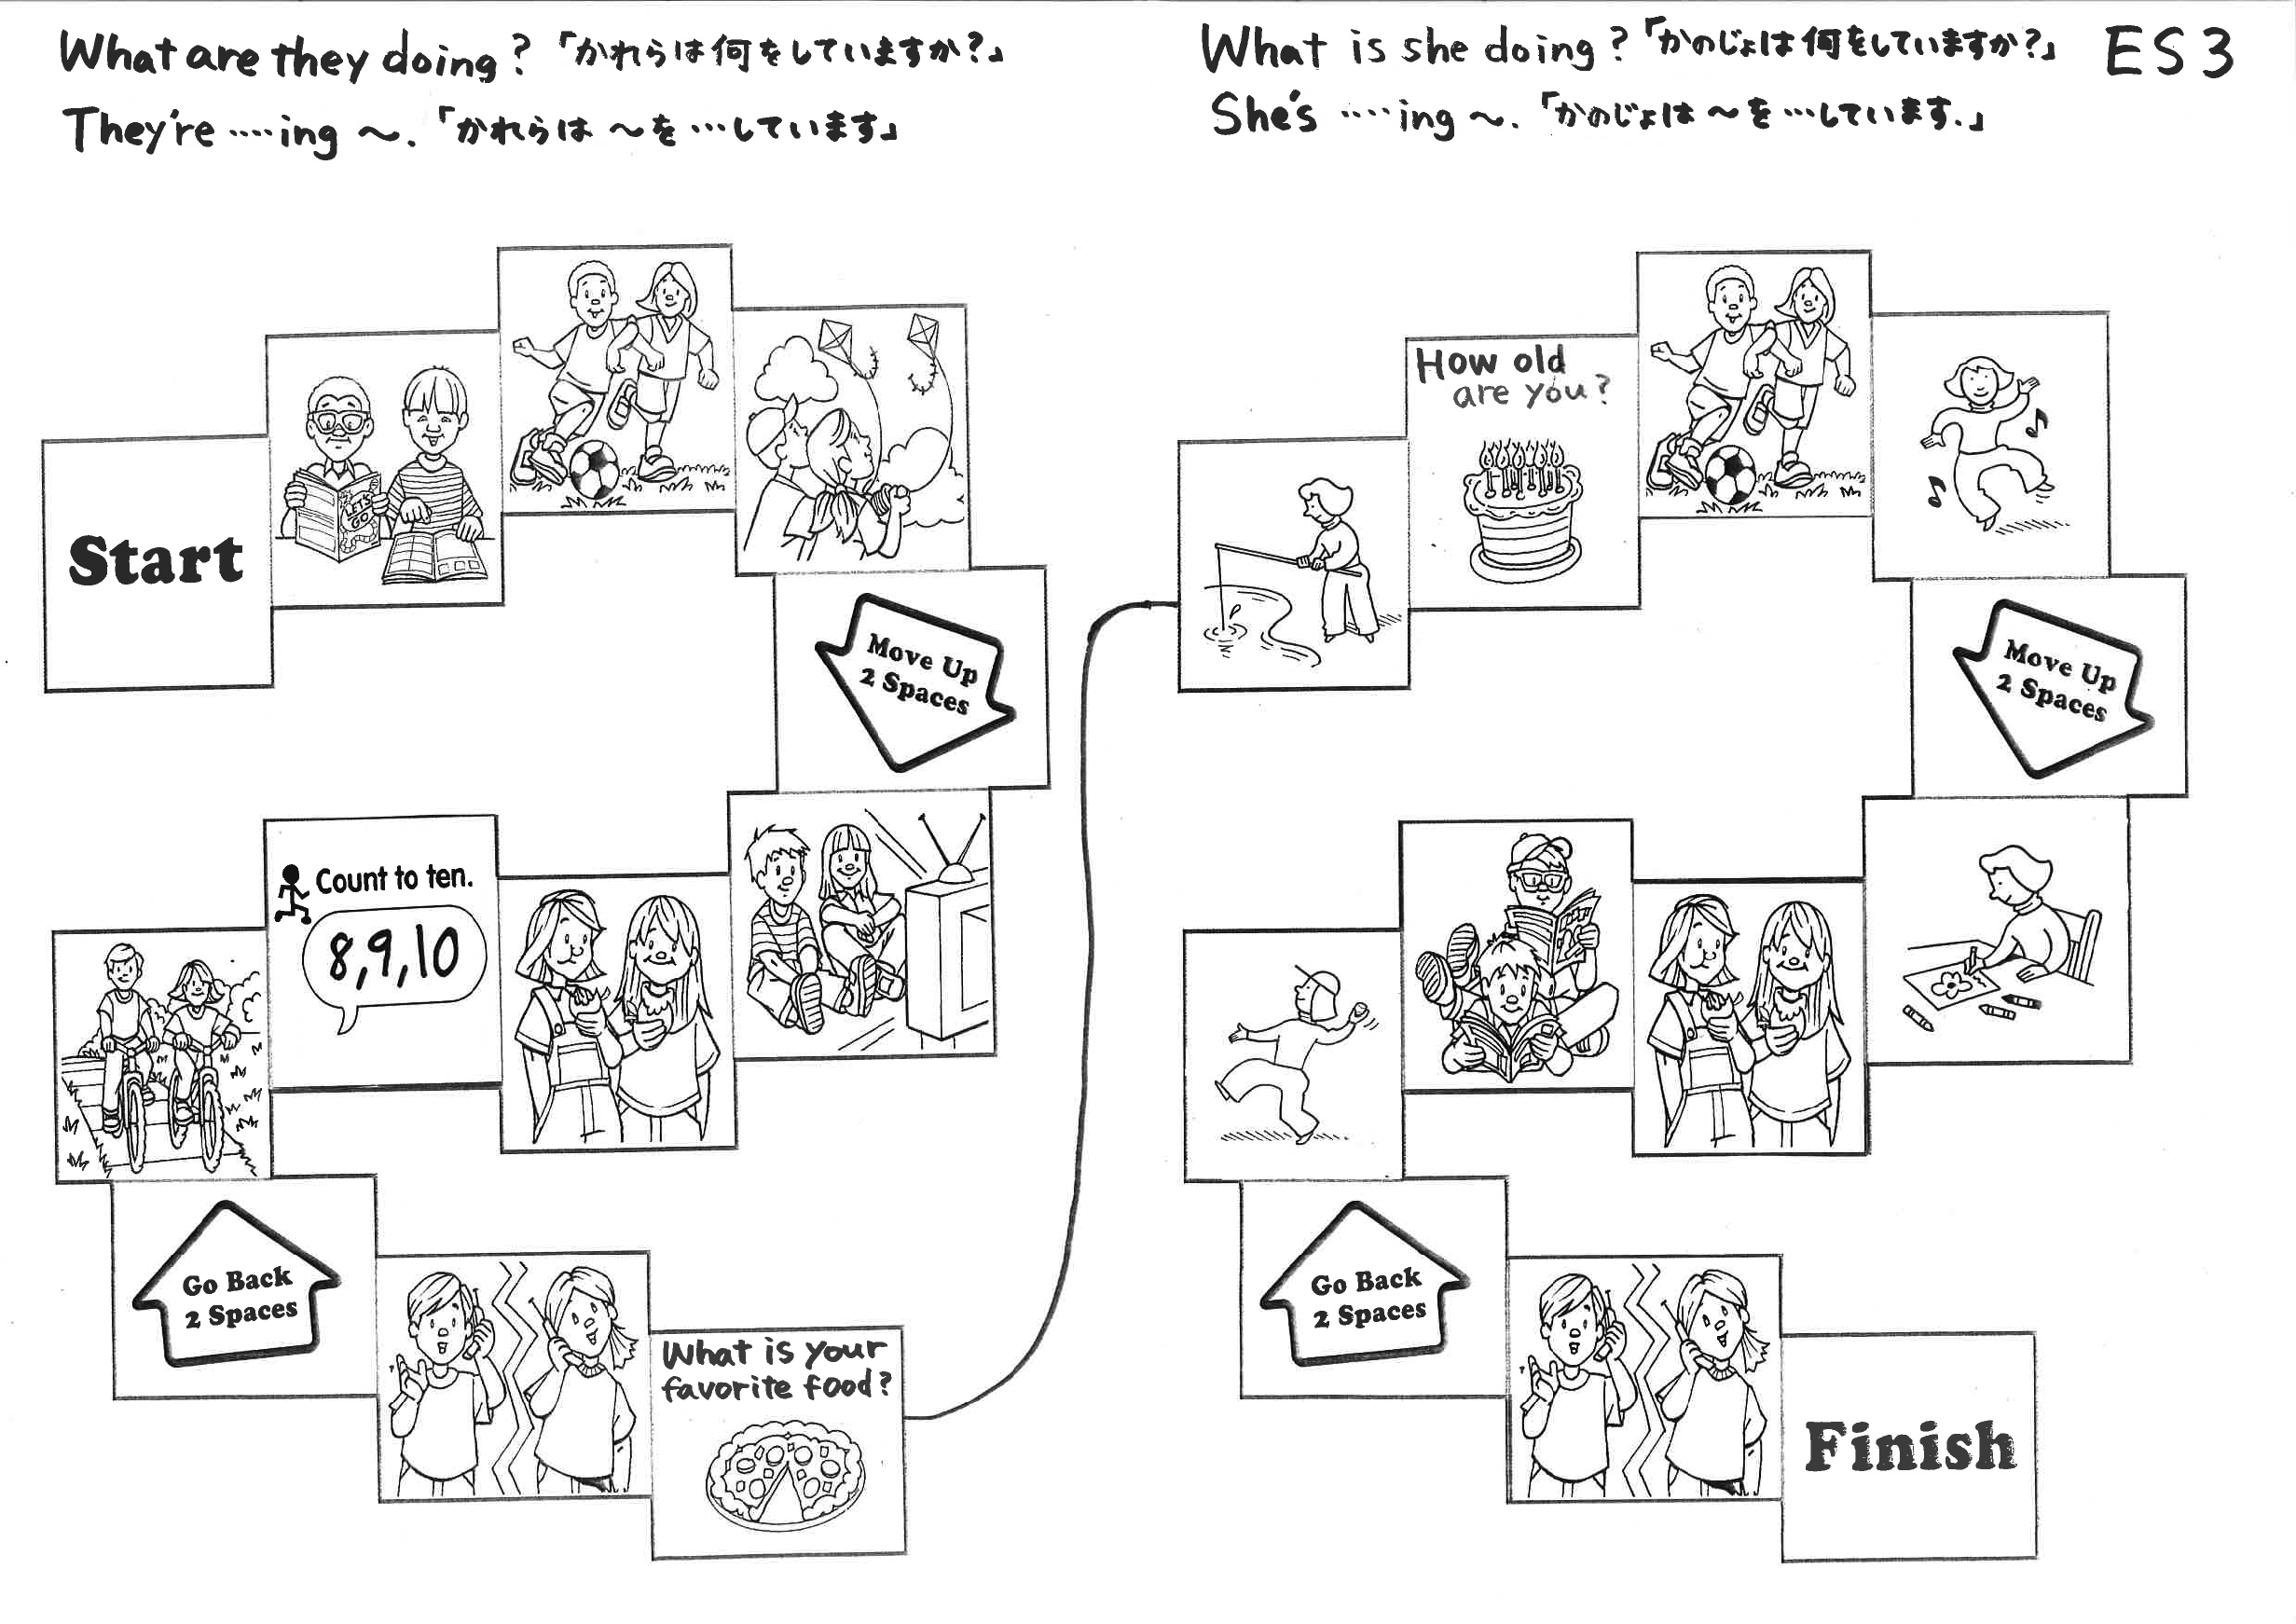 What are they doing? 「かれらは何をしていますか?」
They're ....ing ~. 「かれらは ~を …しています」
What is she doing? 「かのじょは何をしていますか?」 ES3
She's ....ing ~. 「かのじょは ~を …しています.」
Start
LET'S
GO
Move Up
2 Spaces
Count to ten.
8,9,10
Go Back
2 Spaces
What is your
favorite food?
How old
are you?
Move Up
2 Spaces
Go Back
2 Spaces
Finish